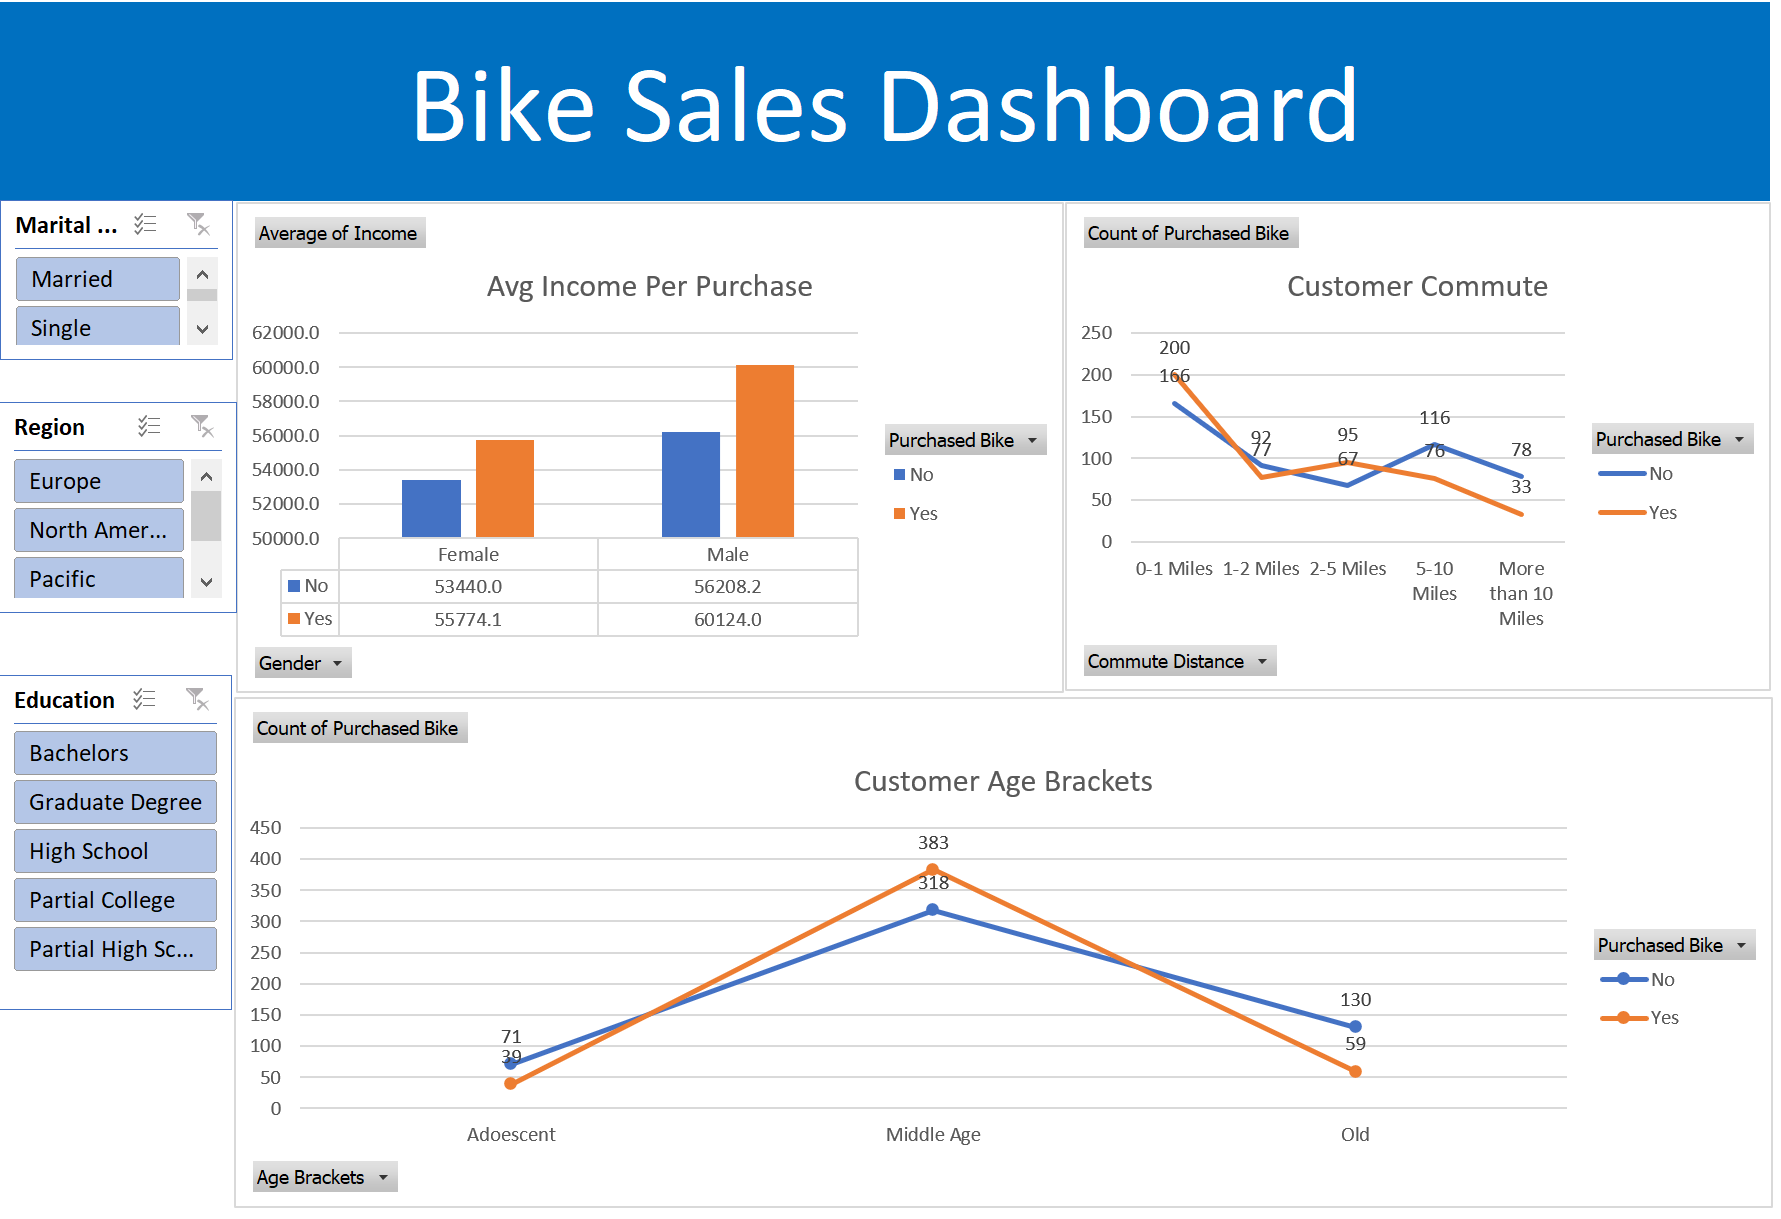 Bike Sales Dashboard
Marital ...
Married
Single
Region
Europe
North Amer...
Pacific
Education
Bachelors
Graduate Degree
High School
Partial College
Partial High Sc...
Average of Income
Avg Income Per Purchase
62000.0
60000.0
58000.0
56000.0
54000.0
52000.0
50000.0
Female Male
No 53440.0 56208.2
Yes 55774.1 60124.0
Purchased Bike
No
Yes
Gender
Count of Purchased Bike
Customer Commute
250
200
150
100
50
0
200
166
92
77
95
67
116
76
78
33
0-1 Miles 1-2 Miles 2-5 Miles 5-10 Miles More than 10 Miles
Purchased Bike
No
Yes
Commute Distance
Count of Purchased Bike
Customer Age Brackets
450
400
350
300
250
200
150
100
50
0
71
39
383
318
130
59
Adoescent Middle Age Old
Purchased Bike
No
Yes
Age Brackets